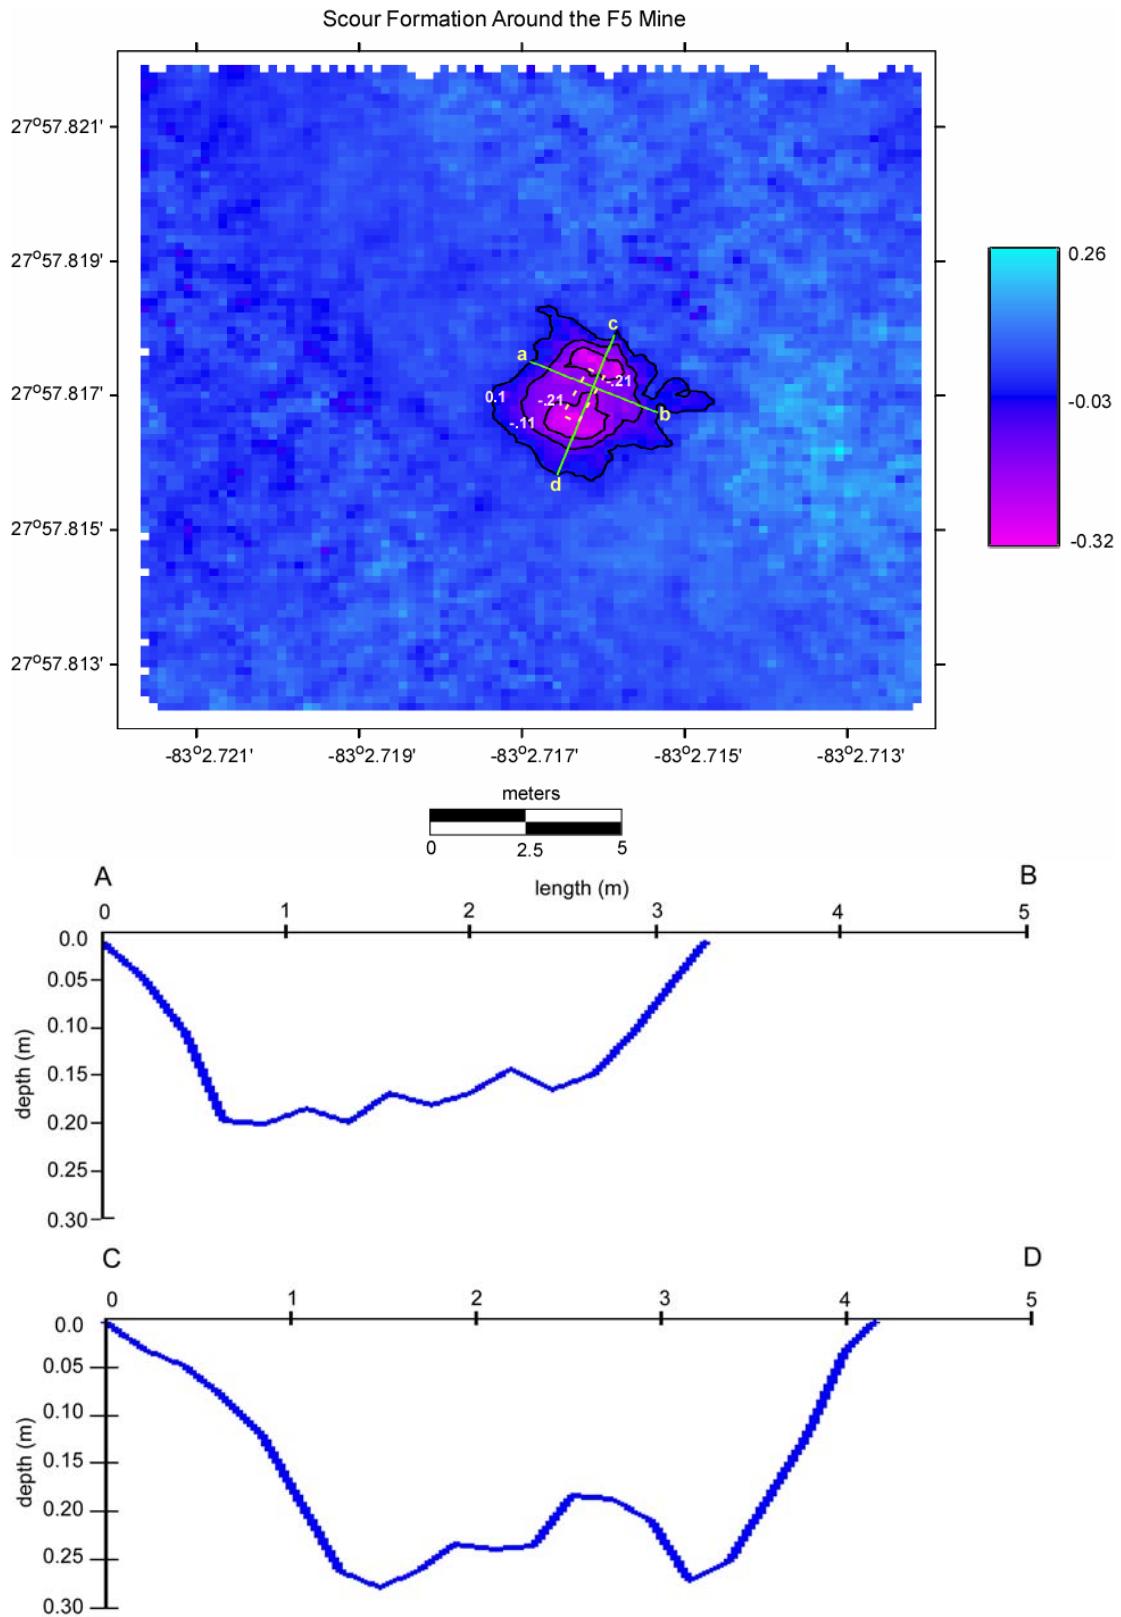 Scour Formation Around the F5 Mine
27°57.821'
27°57.819'
27°57.817'
27°57.815'
27°57.813'
c
a
-.21
0.1
-.21
-.11
b
d
0.26
-0.03
-0.32
-83°2.721' -83°2.719' -83°2.717' -83°2.715' -83°2.713'
meters
0 2.5 5
A B
length (m)
0 1 2 3 4 5
0.0
0.05
0.10
0.15
0.20
0.25
0.30
depth (m)
C D
0 1 2 3 4 5
0.0
0.05
0.10
0.15
0.20
0.25
0.30
depth (m)